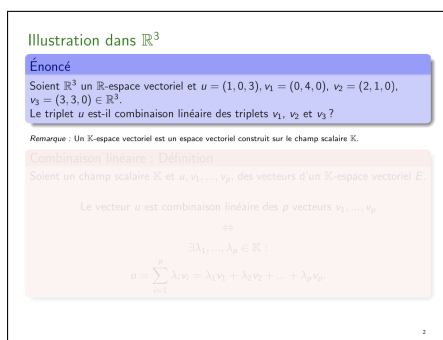 Illustration dans ℝ³
Énoncé
Soient ℝ³ un ℝ-espace vectoriel et u = (1, 0, 3), v₁ = (0, 4, 0), v₂ = (2, 1, 0),
v₃ = (3, 3, 0) ∈ ℝ³.
Le triplet u est-il combinaison linéaire des triplets v₁, v₂ et v₃ ?
Remarque : Un 𝕂-espace vectoriel est un espace vectoriel construit sur le champ scalaire 𝕂.
Combinaison linéaire : Définition
Soient un champ scalaire 𝕂 et u, v₁, ..., vₚ, des vecteurs d'un 𝕂-espace vectoriel E.
Le vecteur u est combinaison linéaire des p vecteurs v₁, ..., vₚ
⇔
∃λ₁, ..., λₚ ∈ 𝕂 :
u = ∑ᵢ₌₁ᵖ λᵢvᵢ = λ₁v₁ + λ₂v₂ + ... + λₚvₚ.
2